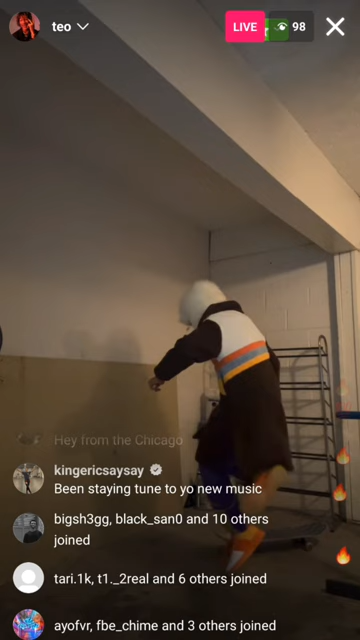 teo
LIVE
98
Hey from the Chicago
kingericsaysay
Been staying tune to yo new music
bigsh3gg, black_san0 and 10 others
joined
tari.1k, t1._2real and 6 others joined
ayofvr, fbe_chime and 3 others joined